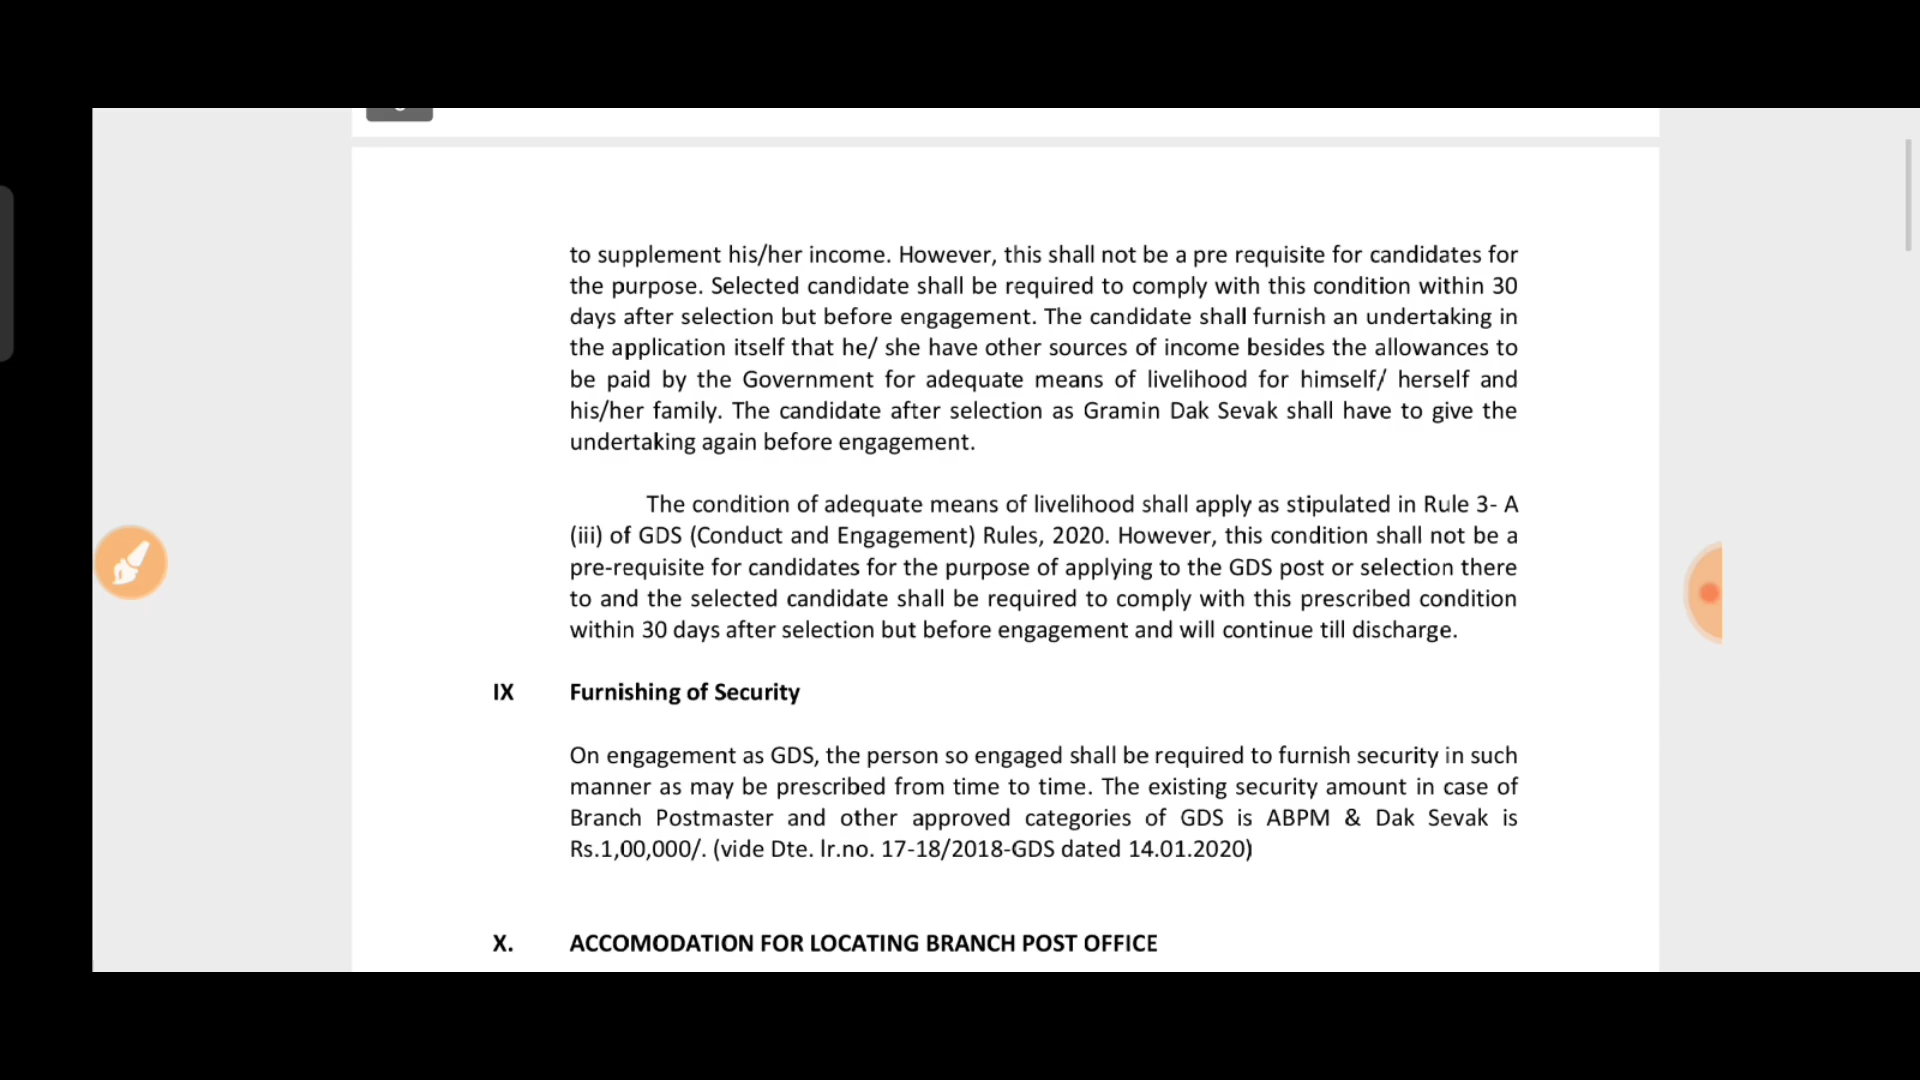 to supplement his/her income. However, this shall not be a pre requisite for candidates for
the purpose. Selected candidate shall be required to comply with this condition within 30
days after selection but before engagement. The candidate shall furnish an undertaking in
the application itself that he/ she have other sources of income besides the allowances to
be paid by the Government for adequate means of livelihood for himself/ herself and
his/her family. The candidate after selection as Gramin Dak Sevak shall have to give the
undertaking again before engagement.
The condition of adequate means of livelihood shall apply as stipulated in Rule 3- A
(iii) of GDS (Conduct and Engagement) Rules, 2020. However, this condition shall not be a
pre-requisite for candidates for the purpose of applying to the GDS post or selection there
to and the selected candidate shall be required to comply with this prescribed condition
within 30 days after selection but before engagement and will continue till discharge.
IX Furnishing of Security
On engagement as GDS, the person so engaged shall be required to furnish security in such
manner as may be prescribed from time to time. The existing security amount in case of
Branch Postmaster and other approved categories of GDS is ABPM & Dak Sevak is
Rs.1,00,000/. (vide Dte. lr.no. 17-18/2018-GDS dated 14.01.2020)
X. ACCOMODATION FOR LOCATING BRANCH POST OFFICE